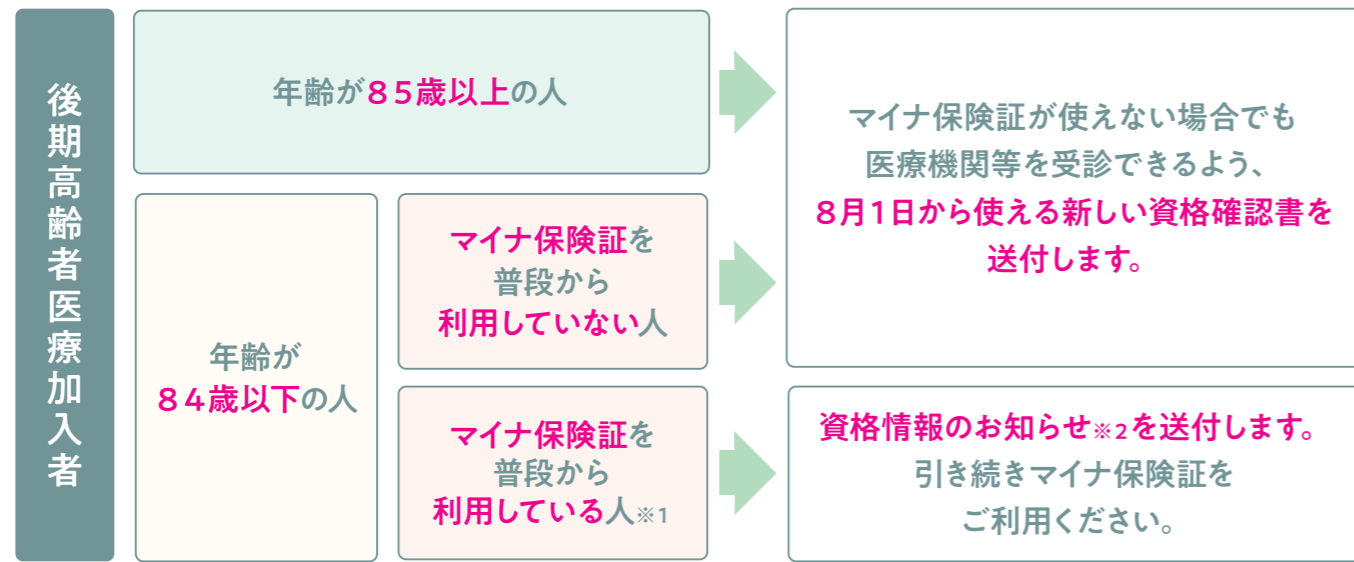 後期高齢者医療加入者
年齢が85歳以上の人
マイナ保険証が使えない場合でも
医療機関等を受診できるよう、
8月1日から使える新しい資格確認書を
送付します。
年齢が
84歳以下の人
マイナ保険証を
普段から
利用していない人
マイナ保険証を
普段から
利用している人※1
資格情報のお知らせ※2を送付します。
引き続きマイナ保険証を
ご利用ください。